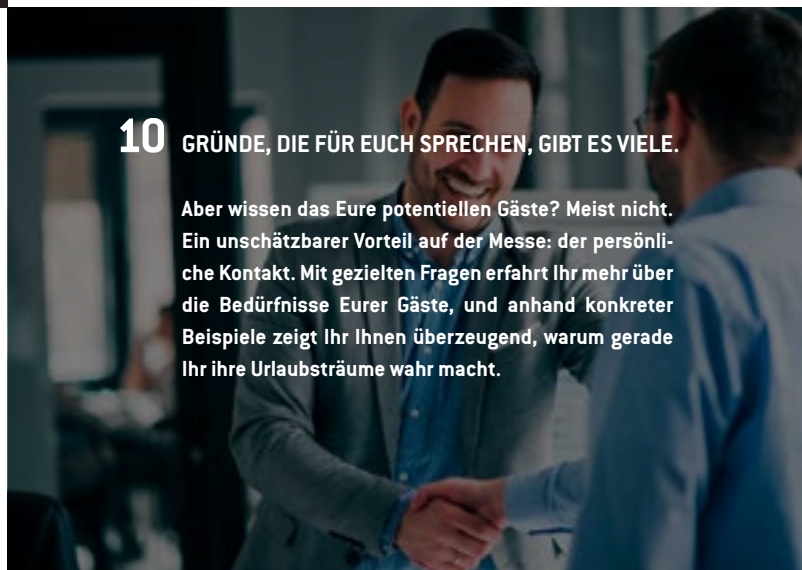 10 GRÜNDE, DIE FÜR EUCH SPRECHEN, GIBT ES VIELE.
Aber wissen das Eure potentiellen Gäste? Meist nicht.
Ein unschätzbarer Vorteil auf der Messe: der persönli-
che Kontakt. Mit gezielten Fragen erfahrt Ihr mehr über
die Bedürfnisse Eurer Gäste, und anhand konkreter
Beispiele zeigt Ihr Ihnen überzeugend, warum gerade
Ihr ihre Urlaubsträume wahr macht.